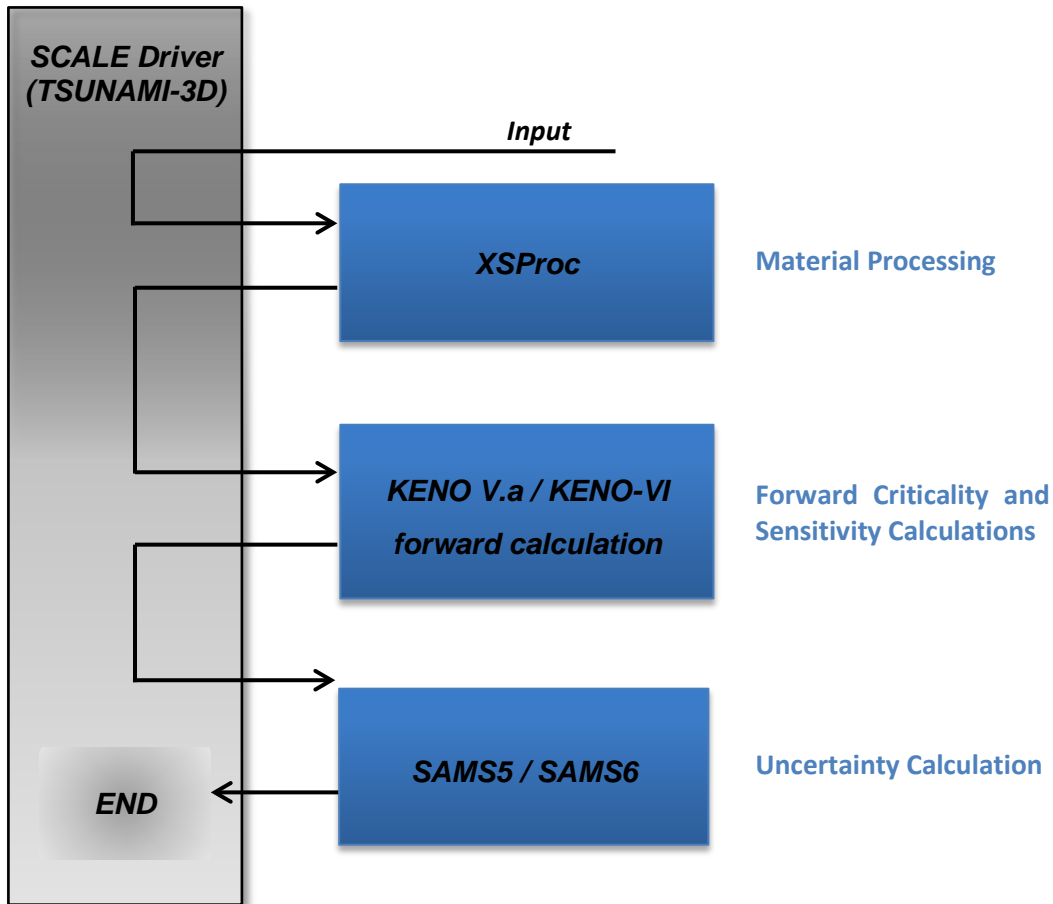 SCALE Driver
(TSUNAMI-3D)
Input
XSProc
Material Processing
KENO V.a / KENO-VI
forward calculation
Forward Criticality and
Sensitivity Calculations
SAMS5 / SAMS6
Uncertainty Calculation
END